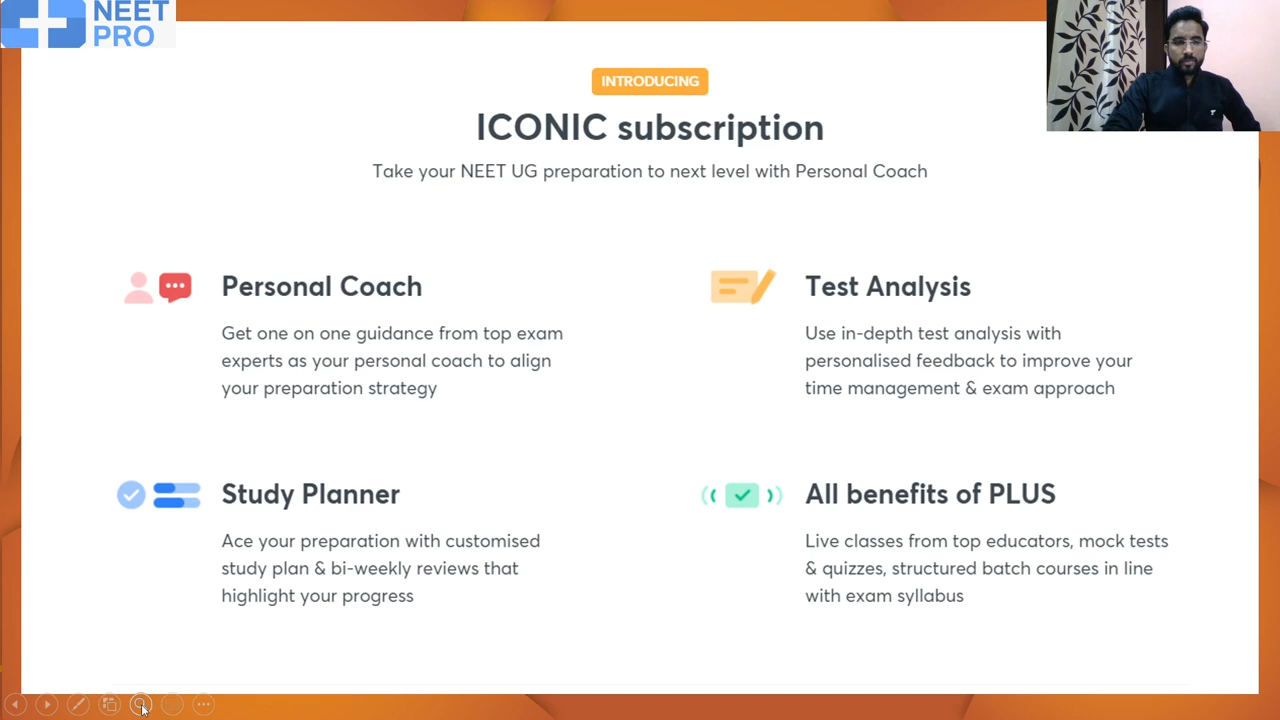 NEET
PRO
INTRODUCING
ICONIC subscription
Take your NEET UG preparation to next level with Personal Coach
Personal Coach
Get one on one guidance from top exam
experts as your personal coach to align
your preparation strategy
Test Analysis
Use in-depth test analysis with
personalised feedback to improve your
time management & exam approach
Study Planner
Ace your preparation with customised
study plan & bi-weekly reviews that
highlight your progress
All benefits of PLUS
Live classes from top educators, mock tests
& quizzes, structured batch courses in line
with exam syllabus